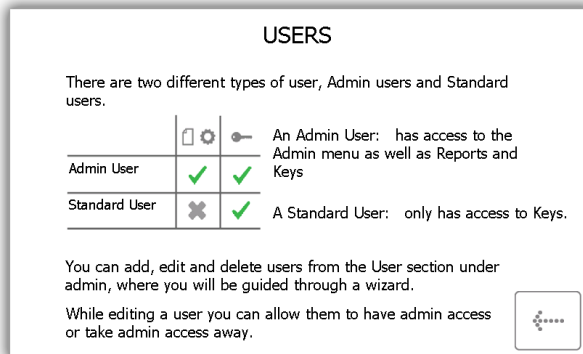 USERS
There are two different types of user, Admin users and Standard
users.
An Admin User: has access to the
Admin menu as well as Reports and
Keys
Admin User
Standard User
A Standard User: only has access to Keys.
You can add, edit and delete users from the User section under
admin, where you will be guided through a wizard.
While editing a user you can allow them to have admin access
or take admin access away.